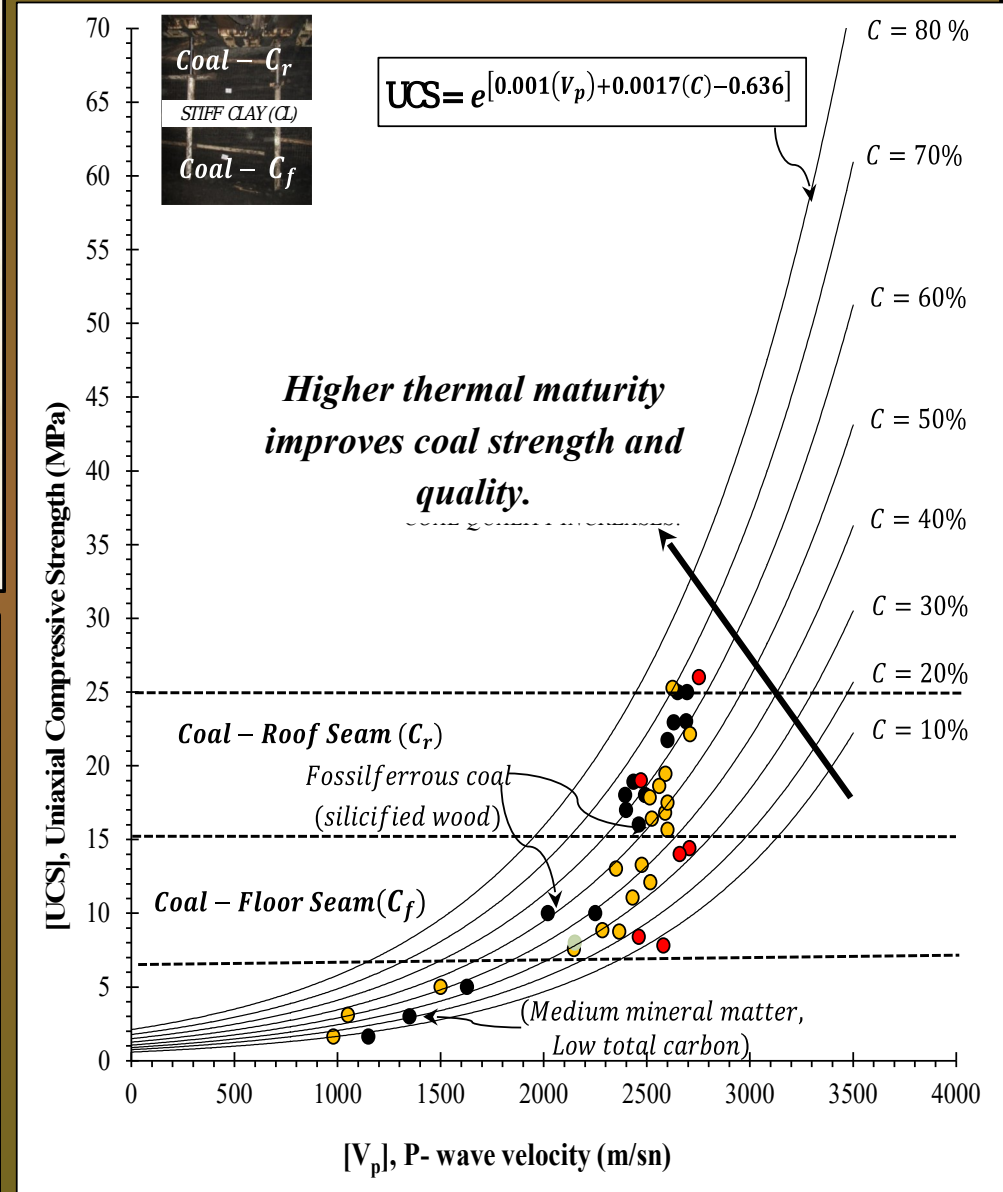 Coal − C_r
STIFF CLAY (CL)
Coal − C_f
UCS = e^[0.001(V_p)+0.0017(C)−0.636]
C = 80 %
C = 70%
C = 60%
C = 50%
C = 40%
C = 30%
C = 20%
C = 10%
Higher thermal maturity
improves coal strength and
quality.
Coal − Roof Seam (C_r)
Fossilferrous coal
(silicified wood)
Coal − Floor Seam(C_f)
(Medium mineral matter,
Low total carbon)
[UCS], Uniaxial Compressive Strength (MPa)
70
65
60
55
50
45
40
35
30
25
20
15
10
5
0
0 500 1000 1500 2000 2500 3000 3500 4000
[V_p], P- wave velocity (m/sn)